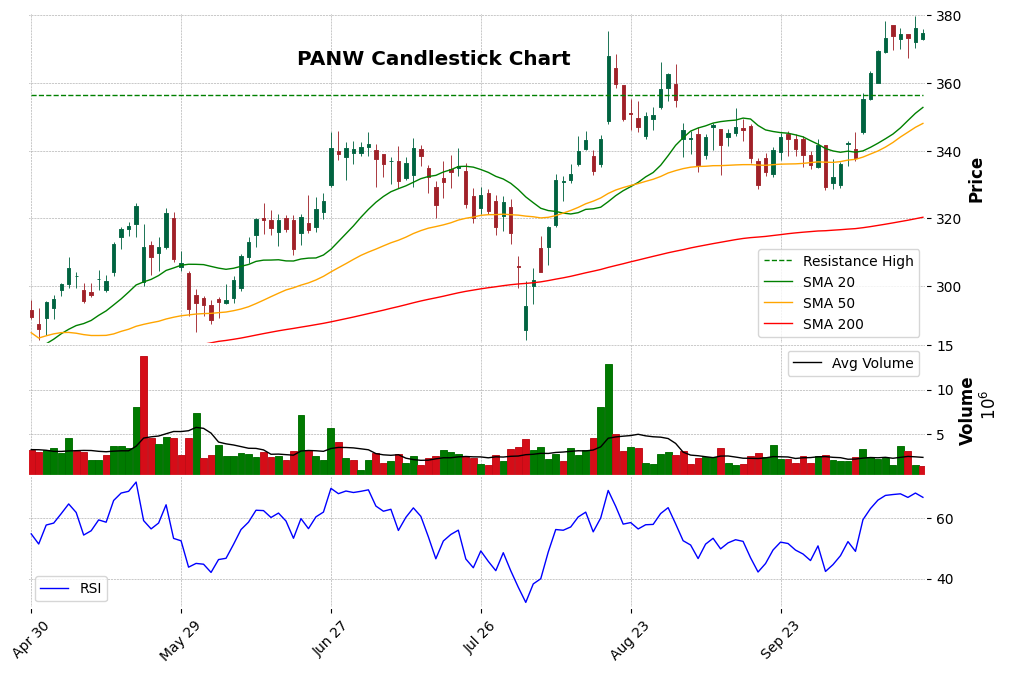 PANW Candlestick Chart
380
360
340
320
300
Price
Resistance High
SMA 20
SMA 50
SMA 200
15
10
5
Volume
10^6
Avg Volume
60
40
RSI
Apr 30
May 29
Jun 27
Jul 26
Aug 23
Sep 23